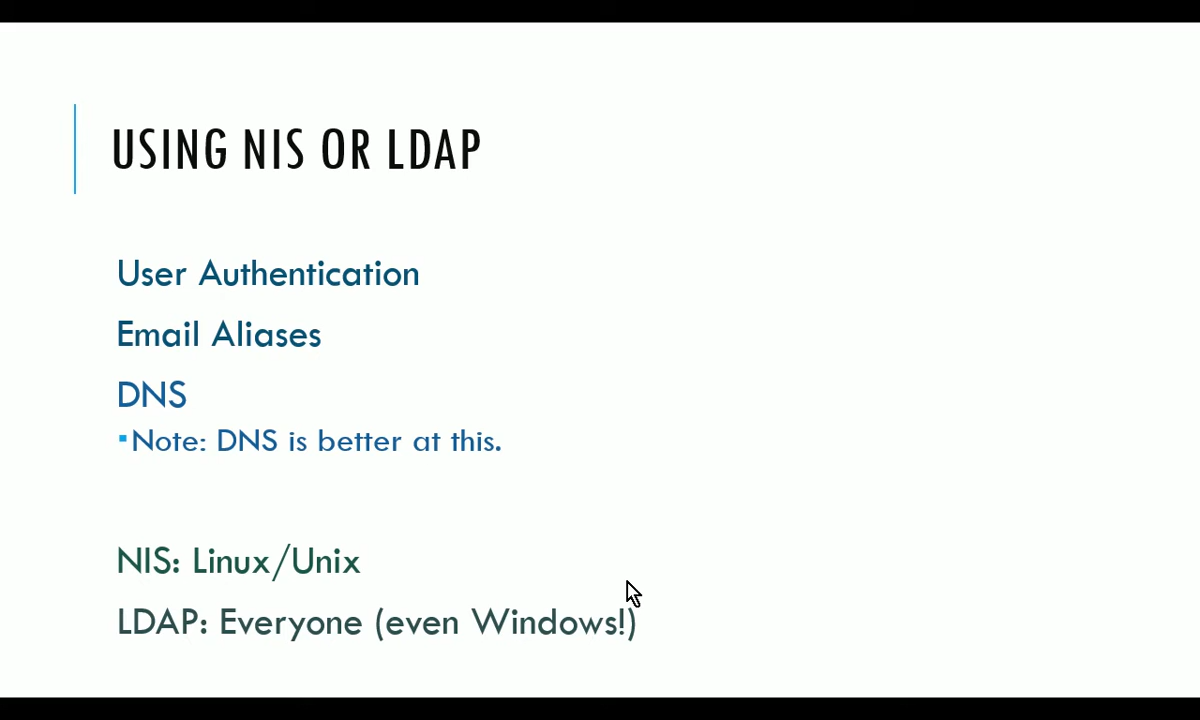 USING NIS OR LDAP
User Authentication
Email Aliases
DNS
▪Note: DNS is better at this.
NIS: Linux/Unix
LDAP: Everyone (even Windows!)